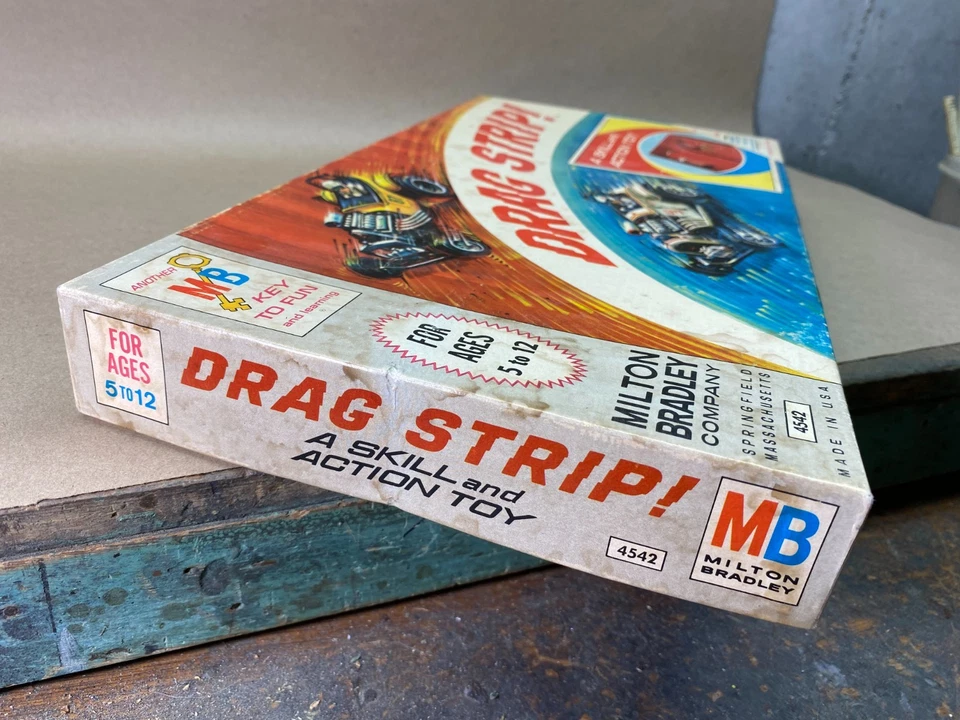 DRAG STRIP!
A SKILL and
ACTION TOY
ANOTHER
MB
KEY
TO FUN
and learning
FOR
AGES
5 to 12
MILTON
BRADLEY
COMPANY
SPRINGFIELD
MASSACHUSETTS
4542
MADE IN USA
FOR
AGES
5 TO 12
DRAG STRIP!
A SKILL and
ACTION TOY
4542
MB
MILTON
BRADLEY